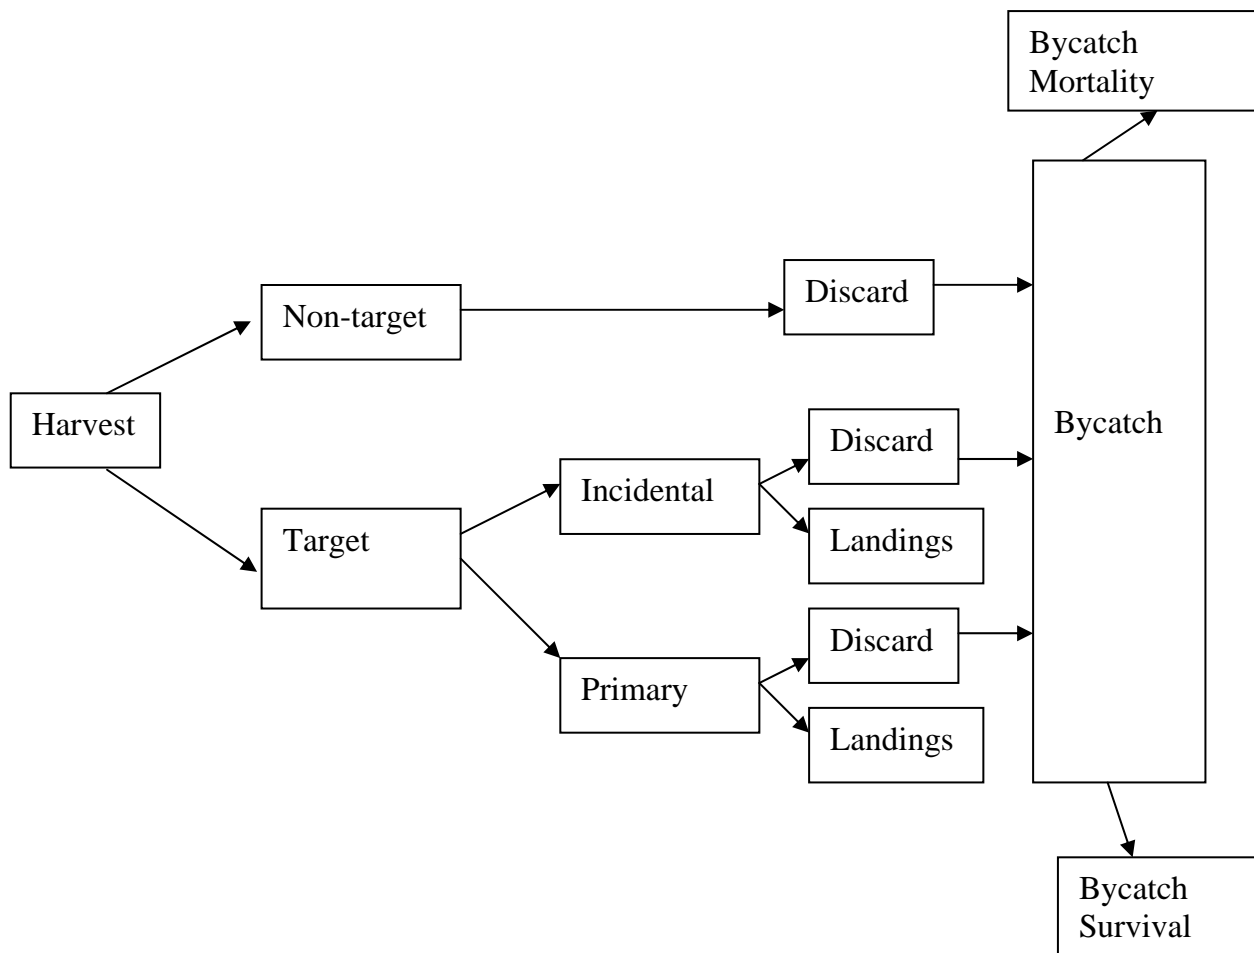 Bycatch
Mortality
Discard
Non-target
Harvest
Discard
Bycatch
Incidental
Target
Landings
Discard
Primary
Landings
Bycatch
Survival